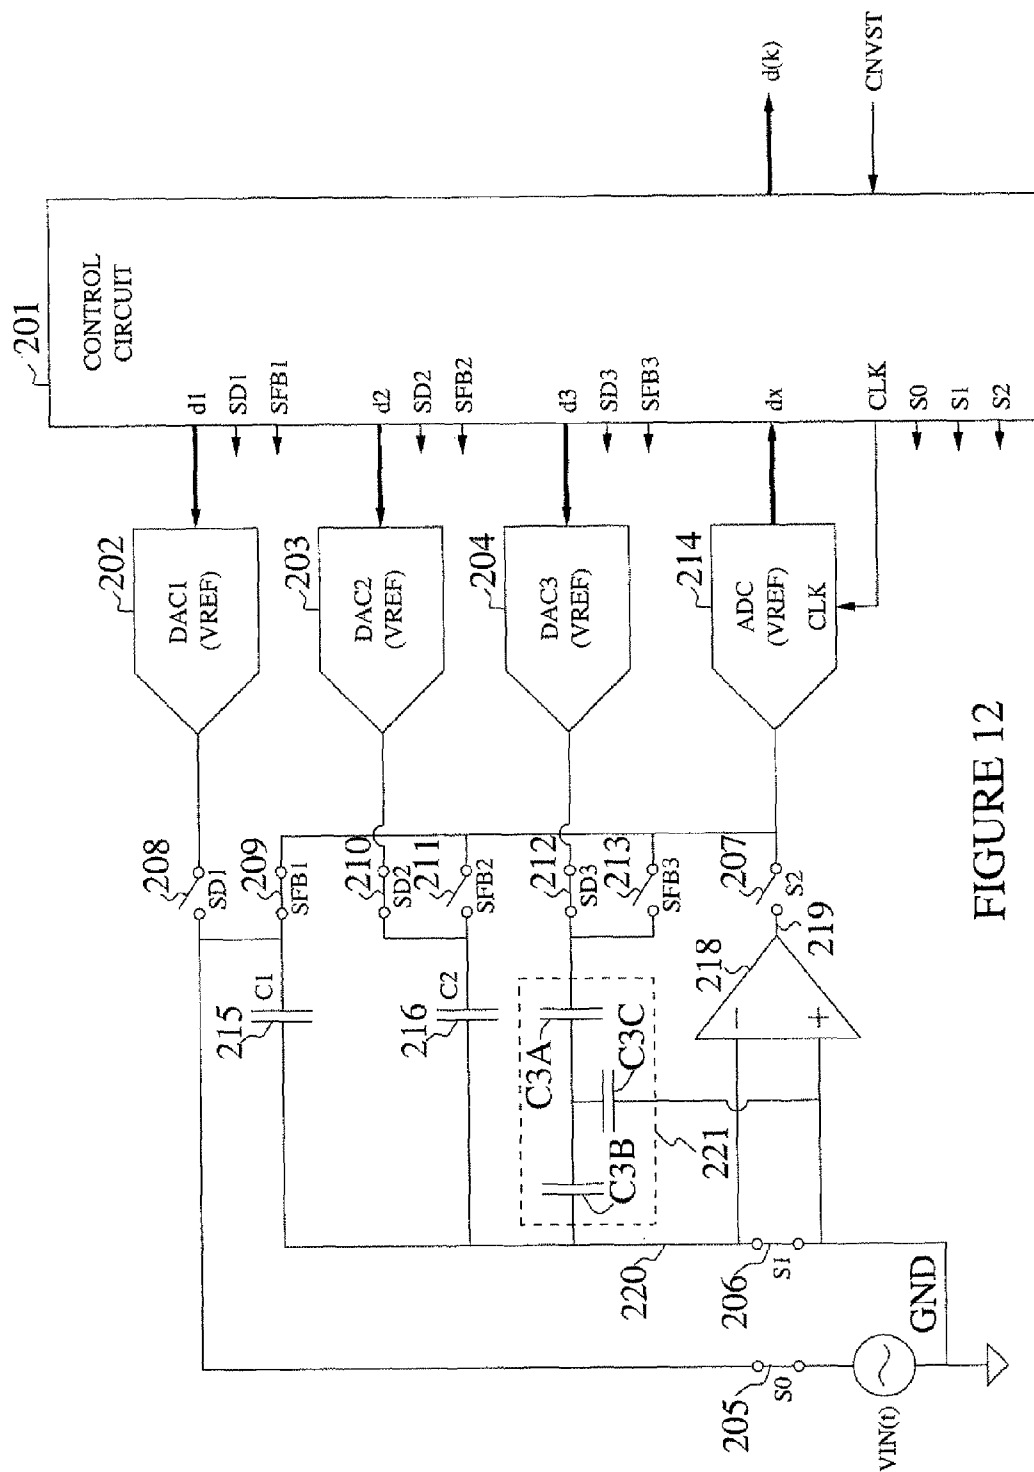 201
CONTROL
CIRCUIT
d1
SD1
SFB1
d2
SD2
SFB2
d3
SD3
SFB3
dx
CLK
S0
S1
S2
d(k)
CNVST
202
DAC1
(VREF)
203
DAC2
(VREF)
204
DAC3
(VREF)
214
ADC
(VREF)
CLK
208
SD1
209
SFB1
210
SD2
211
SFB2
212
SD3
213
SFB3
207
S2
219
218
215
C1
216
C2
C3A
C3C
C3B
221
−
+
220
206
S1
205
S0
GND
VIN(t)
FIGURE 12